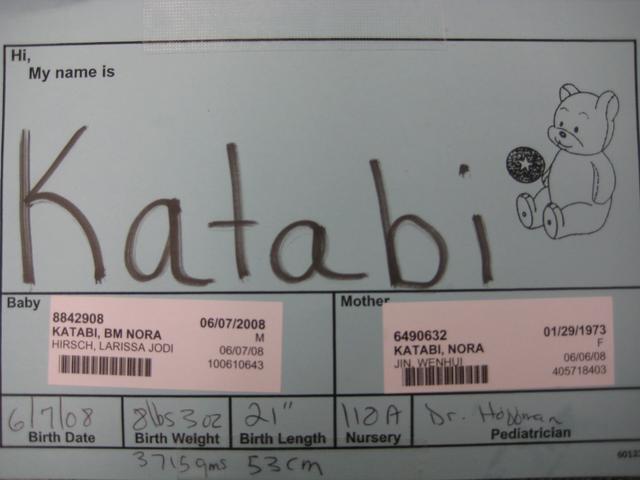 Hi,
My name is
Katabi
Baby
8842908 06/07/2008
KATABI, BM NORA M
HIRSCH, LARISSA JODI 06/07/08
100610643
Mother
6490632 01/29/1973
KATABI, NORA F
JIN, WENHUI 06/06/08
405718403
6/7/08 8lbs 3oz 21" 118A Dr. Hoffman
Birth Date Birth Weight Birth Length Nursery Pediatrician
3715gms 53cm